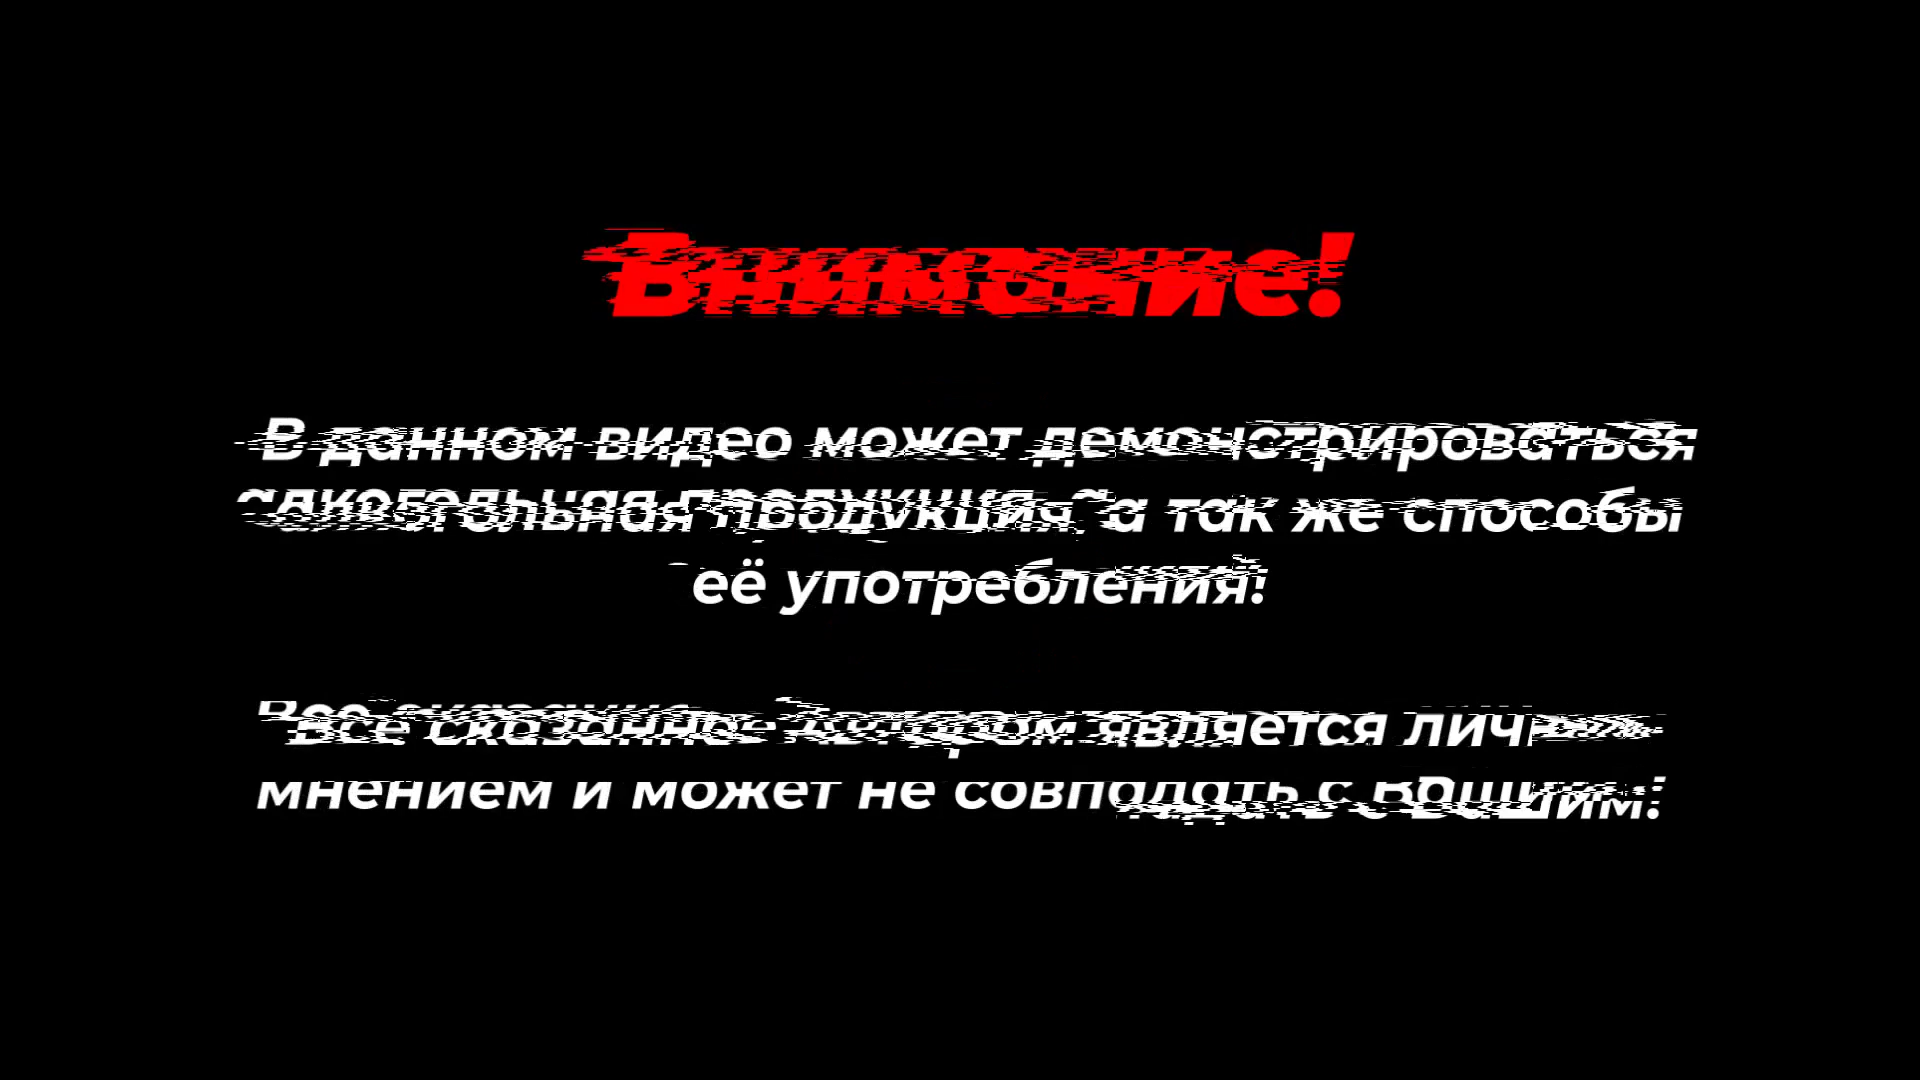 Внимание!
В данном видео может демонстрироваться
алкогольная продукция, а так же способы
её употребления!
Все сказанное автором является личным
мнением и может не совпадать с Вашим!